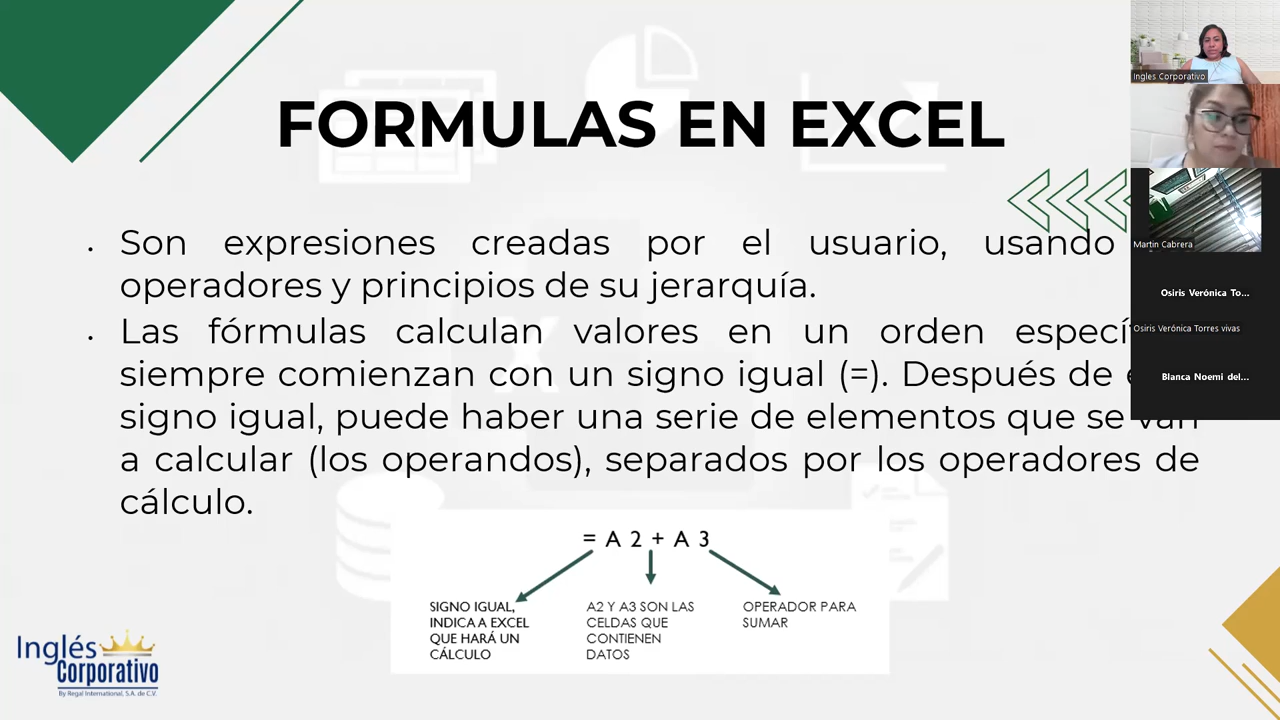 FORMULAS EN EXCEL
• Son expresiones creadas por el usuario, usando
operadores y principios de su jerarquía.
• Las fórmulas calculan valores en un orden especí
siempre comienzan con un signo igual (=). Después de
signo igual, puede haber una serie de elementos que se van
a calcular (los operandos), separados por los operadores de
cálculo.
= A 2 + A 3
SIGNO IGUAL,
INDICA A EXCEL
QUE HARÁ UN
CÁLCULO
A2 Y A3 SON LAS
CELDAS QUE
CONTIENEN
DATOS
OPERADOR PARA
SUMAR
Inglés
Corporativo
By Regal International, S.A. de C.V.
Ingles Corporativo
Martin Cabrera
Osiris Verónica To...
Osiris Verónica Torres vivas
Blanca Noemi del...